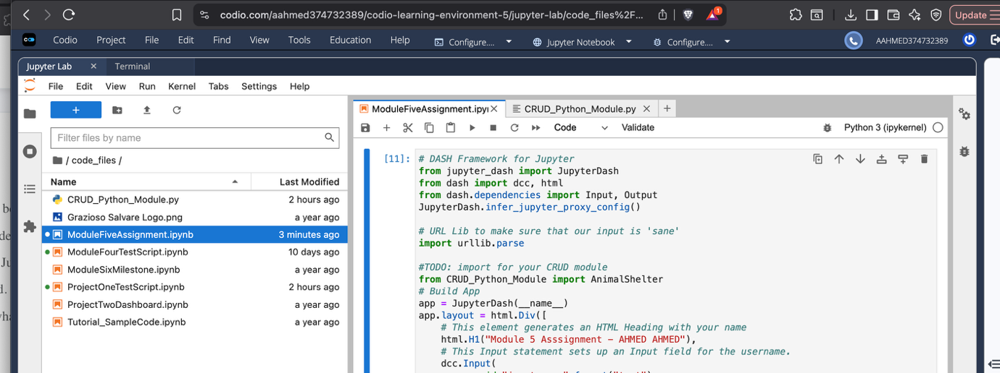 codio.com/aahmed374732389/codio-learning-environment-5/jupyter-lab/code_files%2F...
1
Update
Codio Project File Edit Find View Tools Education Help Configure.... Jupyter Notebook Configure.... AAHMED374732389
Jupyter Lab Terminal
File Edit View Run Kernel Tabs Settings Help
ModuleFiveAssignment.ipy
CRUD_Python_Module.py
Code
Validate
Python 3 (ipykernel)
Filter files by name
/ code_files /
Name Last Modified
CRUD_Python_Module.py 2 hours ago
Grazioso Salvare Logo.png a year ago
ModuleFiveAssignment.ipynb 3 minutes ago
ModuleFourTestScript.ipynb 10 days ago
ModuleSixMilestone.ipynb a year ago
ProjectOneTestScript.ipynb 2 hours ago
ProjectTwoDashboard.ipynb a year ago
Tutorial_SampleCode.ipynb a year ago
[11]:
# DASH Framework for Jupyter
from jupyter_dash import JupyterDash
from dash import dcc, html
from dash.dependencies import Input, Output
JupyterDash.infer_jupyter_proxy_config()
# URL Lib to make sure that our input is 'sane'
import urllib.parse
#TODO: import for your CRUD module
from CRUD_Python_Module import AnimalShelter
# Build App
app = JupyterDash(__name__)
app.layout = html.Div([
# This element generates an HTML Heading with your name
html.H1("Module 5 Asssignment - AHMED AHMED"),
# This Input statement sets up an Input field for the username.
dcc.Input(